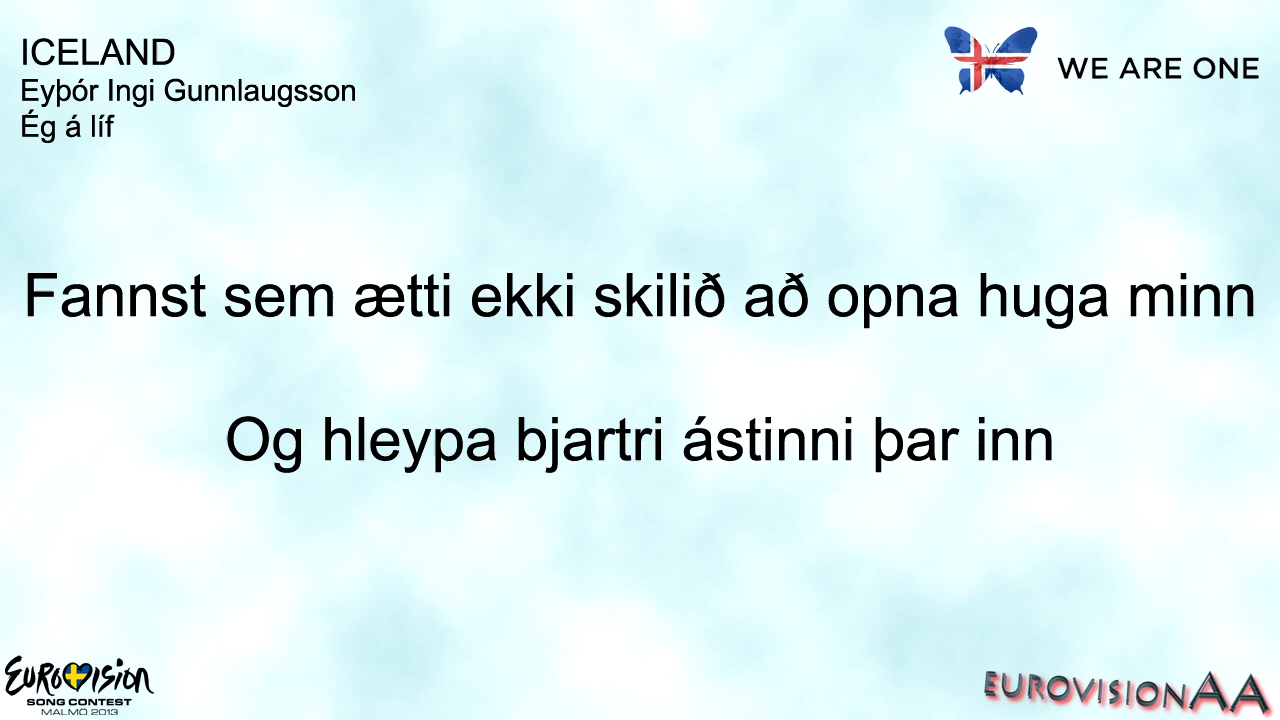 ICELAND
Eyþór Ingi Gunnlaugsson
Ég á líf
WE ARE ONE
Fannst sem ætti ekki skilið að opna huga minn
Og hleypa bjartri ástinni þar inn
EUROVISION
SONG CONTEST
MALMÖ 2013
EUROVISIONAA